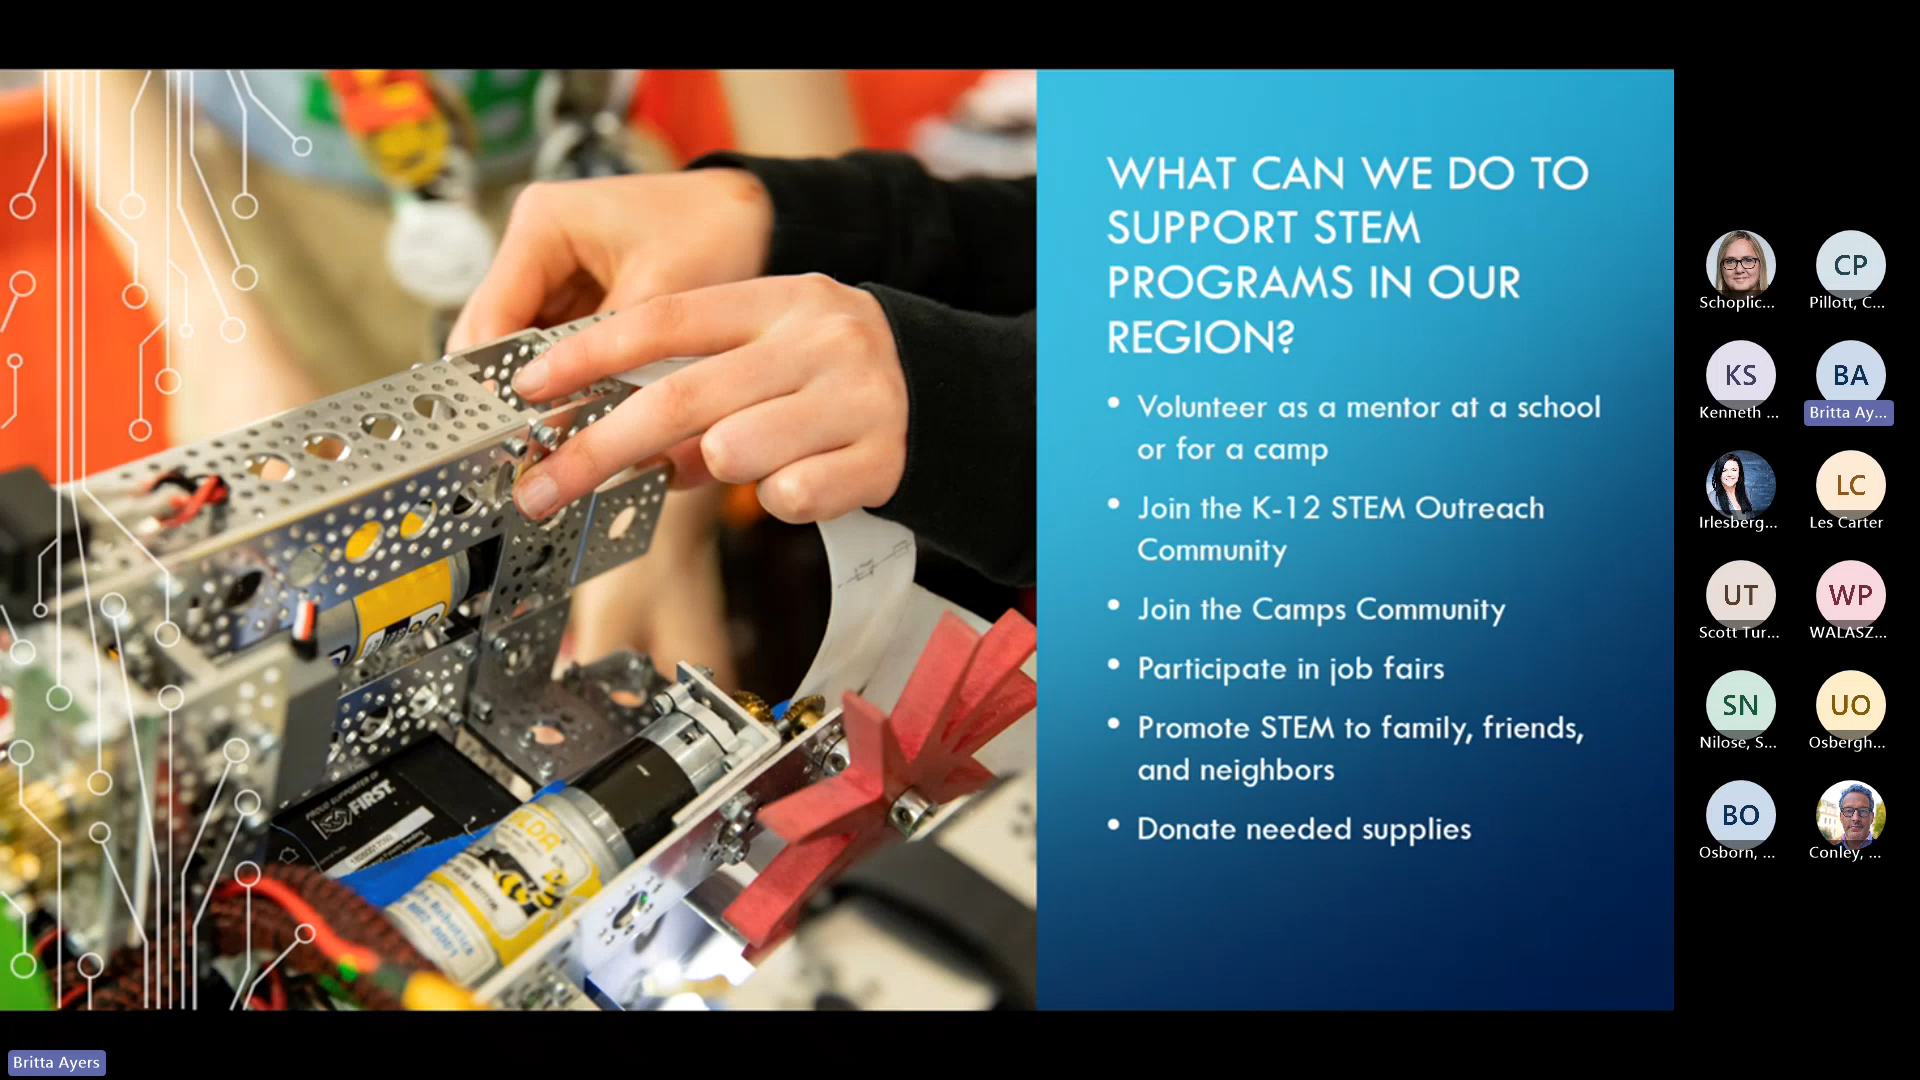 WHAT CAN WE DO TO
SUPPORT STEM
PROGRAMS IN OUR
REGION?
• Volunteer as a mentor at a school
or for a camp
• Join the K-12 STEM Outreach
Community
• Join the Camps Community
• Participate in job fairs
• Promote STEM to family, friends,
and neighbors
• Donate needed supplies
PROUD SUPPORTER OF
FIRST
Schoplic...
CP
Pillott, C...
KS
Kenneth ...
BA
Britta Ay...
Irlesberg...
LC
Les Carter
UT
Scott Tur...
WP
WALASZ...
SN
Nilose, S...
UO
Osbergh...
BO
Osborn, ...
Conley, ...
Britta Ayers